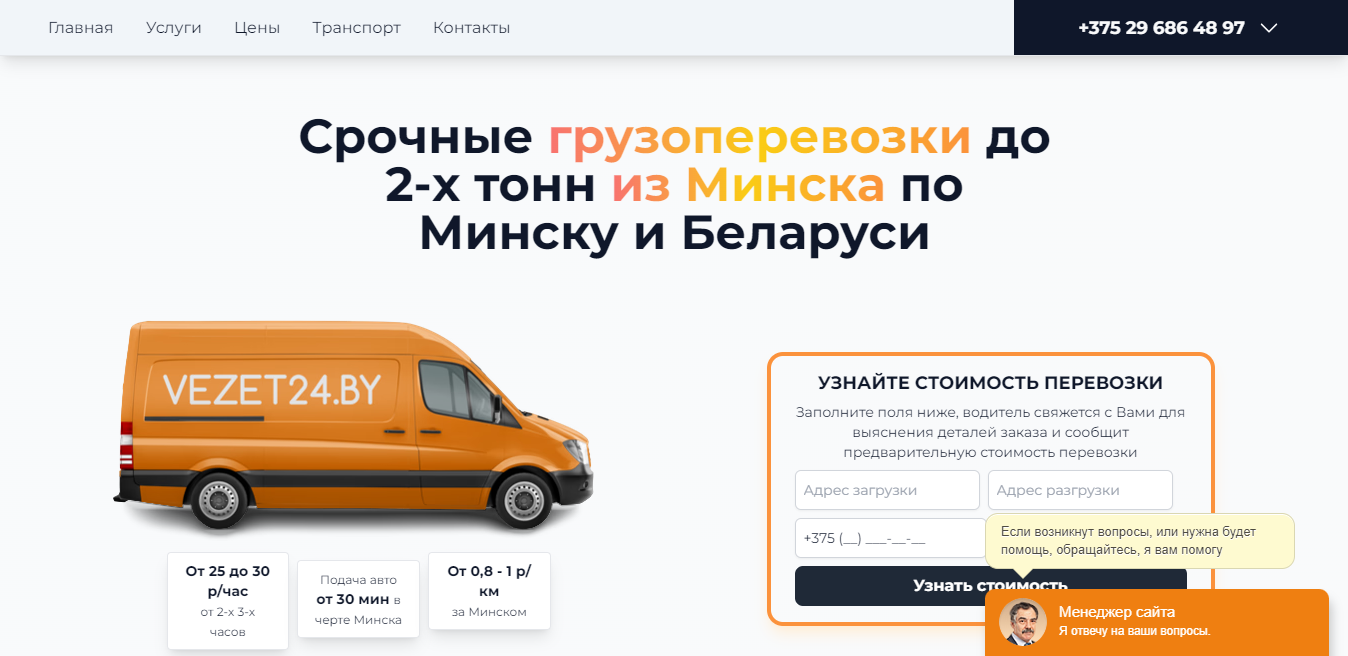 Главная Услуги Цены Транспорт Контакты +375 29 686 48 97
Срочные грузоперевозки до
2-х тонн из Минска по
Минску и Беларуси
VEZET24.BY
От 25 до 30
р/час
от 2-х 3-х
часов
Подача авто
от 30 мин в
черте Минска
От 0,8 - 1 р/
км
за Минском
УЗНАЙТЕ СТОИМОСТЬ ПЕРЕВОЗКИ
Заполните поля ниже, водитель свяжется с Вами для
выяснения деталей заказа и сообщит
предварительную стоимость перевозки
Адрес загрузки Адрес разгрузки
+375 (__) ___-__-__
Если возникнут вопросы, или нужна будет
помощь, обращайтесь, я вам помогу
Узнать стоимость
Менеджер сайта
Я отвечу на ваши вопросы.